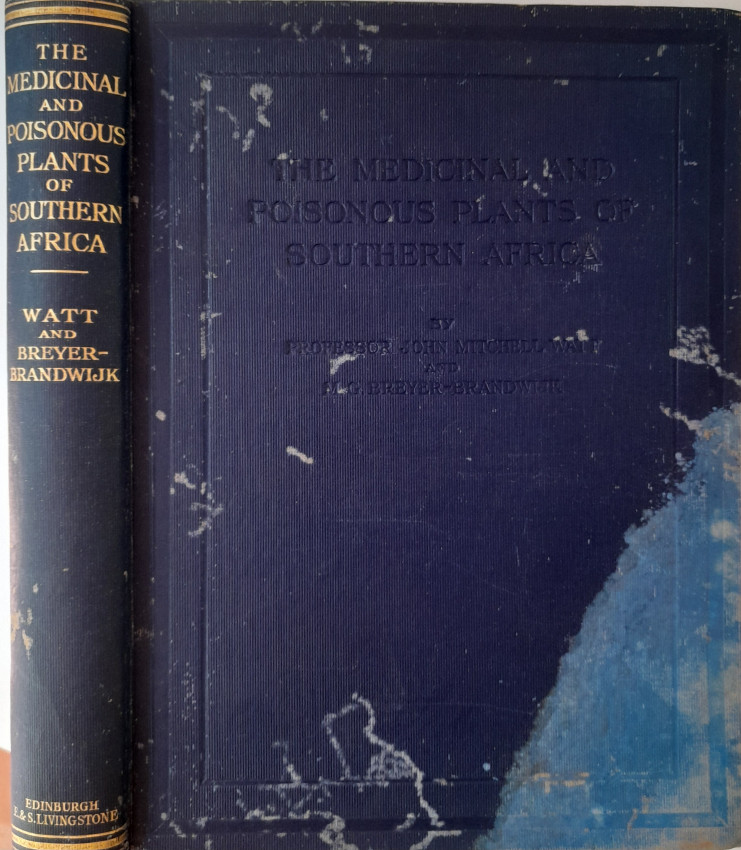 THE
MEDICINAL
AND
POISONOUS
PLANTS
OF
SOUTHERN
AFRICA
WATT
AND
BREYER-
BRANDWIJK
EDINBURGH
E. & S. LIVINGSTONE
THE MEDICINAL AND
POISONOUS PLANTS OF
SOUTHERN AFRICA
BY
PROFESSOR JOHN MITCHELL WATT
AND
M. G. BREYER-BRANDWIJK